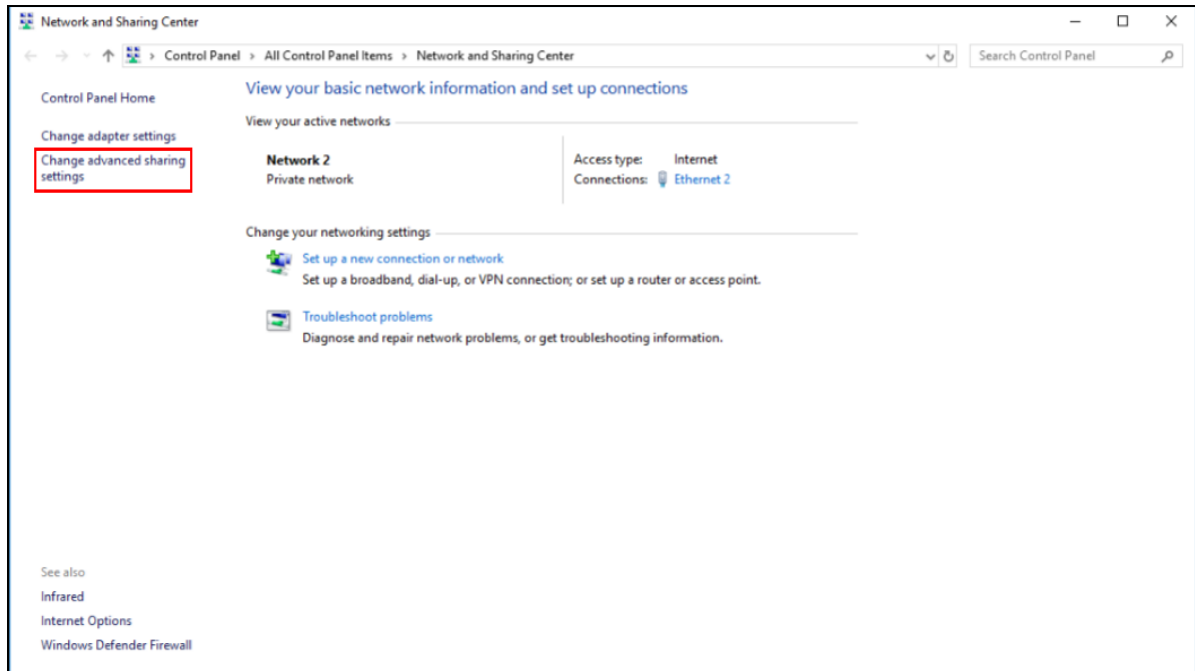 Network and Sharing Center
Control Panel > All Control Panel Items > Network and Sharing Center
Search Control Panel
Control Panel Home
Change adapter settings
Change advanced sharing
settings
View your basic network information and set up connections
View your active networks
Network 2
Private network
Access type: Internet
Connections: Ethernet 2
Change your networking settings
Set up a new connection or network
Set up a broadband, dial-up, or VPN connection; or set up a router or access point.
Troubleshoot problems
Diagnose and repair network problems, or get troubleshooting information.
See also
Infrared
Internet Options
Windows Defender Firewall